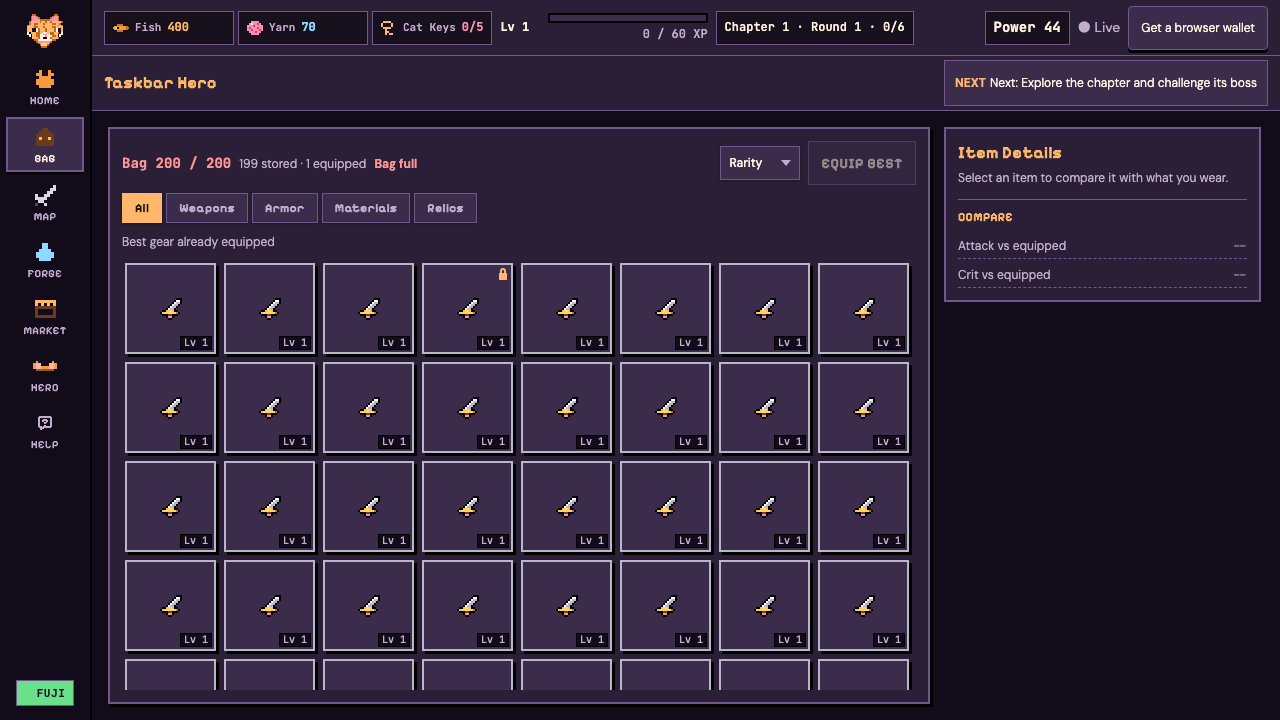 Fish 400
Yarn 70
Cat Keys 0/5
Lv 1
0 / 60 XP
Chapter 1 · Round 1 · 0/6
Power 44
Live
Get a browser wallet
HOME
BAG
MAP
FORGE
MARKET
HERO
HELP
FUJI
Taskbar Hero
NEXT Next: Explore the chapter and challenge its boss
Bag 200 / 200 199 stored · 1 equipped Bag full
Rarity
EQUIP BEST
All Weapons Armor Materials Relics
Best gear already equipped
Lv 1 Lv 1 Lv 1 Lv 1 Lv 1 Lv 1 Lv 1 Lv 1
Lv 1 Lv 1 Lv 1 Lv 1 Lv 1 Lv 1 Lv 1 Lv 1
Lv 1 Lv 1 Lv 1 Lv 1 Lv 1 Lv 1 Lv 1 Lv 1
Lv 1 Lv 1 Lv 1 Lv 1 Lv 1 Lv 1 Lv 1 Lv 1
Item Details
Select an item to compare it with what you wear.
COMPARE
Attack vs equipped --
Crit vs equipped --